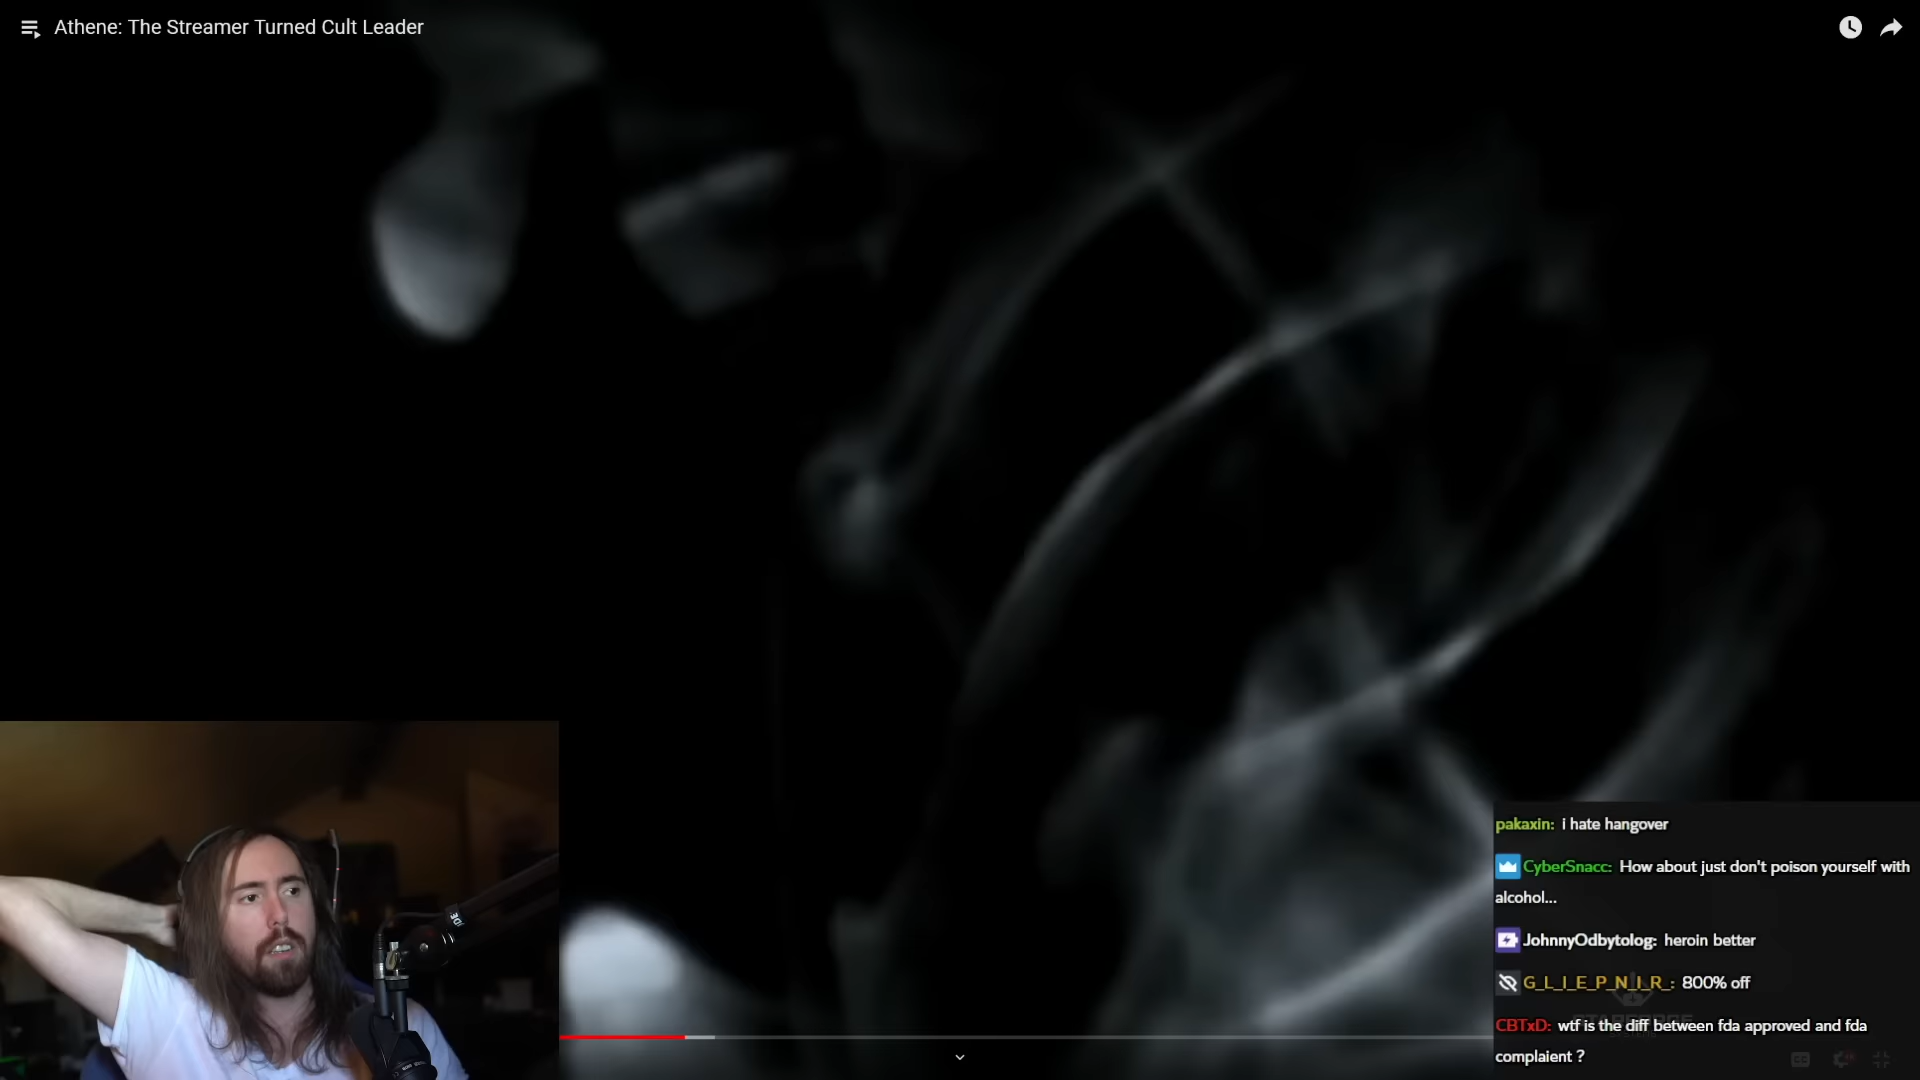 Athene: The Streamer Turned Cult Leader
pakaxin: i hate hangover
CyberSnacc: How about just don't poison yourself with
alcohol...
JohnnyOdbytolog: heroin better
G_L_I_E_P_N_I_R_: 800% off
CBTxD: wtf is the diff between fda approved and fda
complaient ?